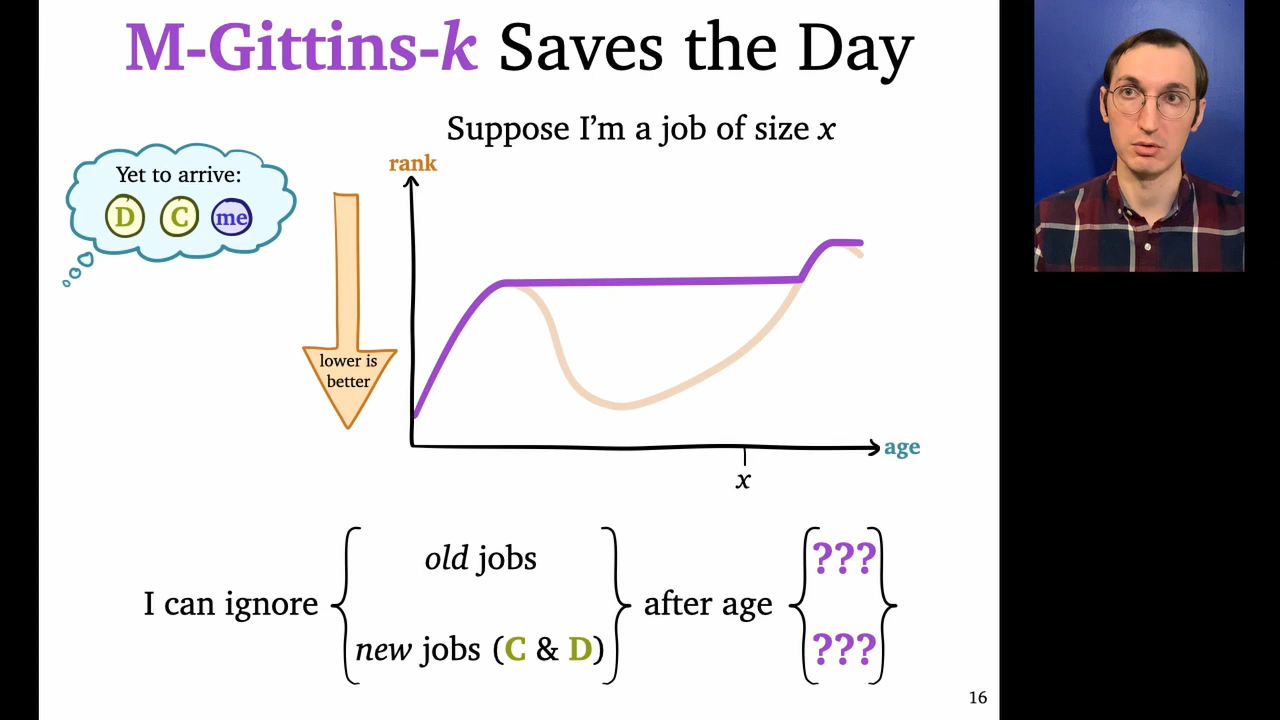 M-Gittins-k Saves the Day
Suppose I’m a job of size x
Yet to arrive:
D C me
rank
lower is
better
age
x
I can ignore
old jobs
new jobs (C & D)
after age
???
???
16